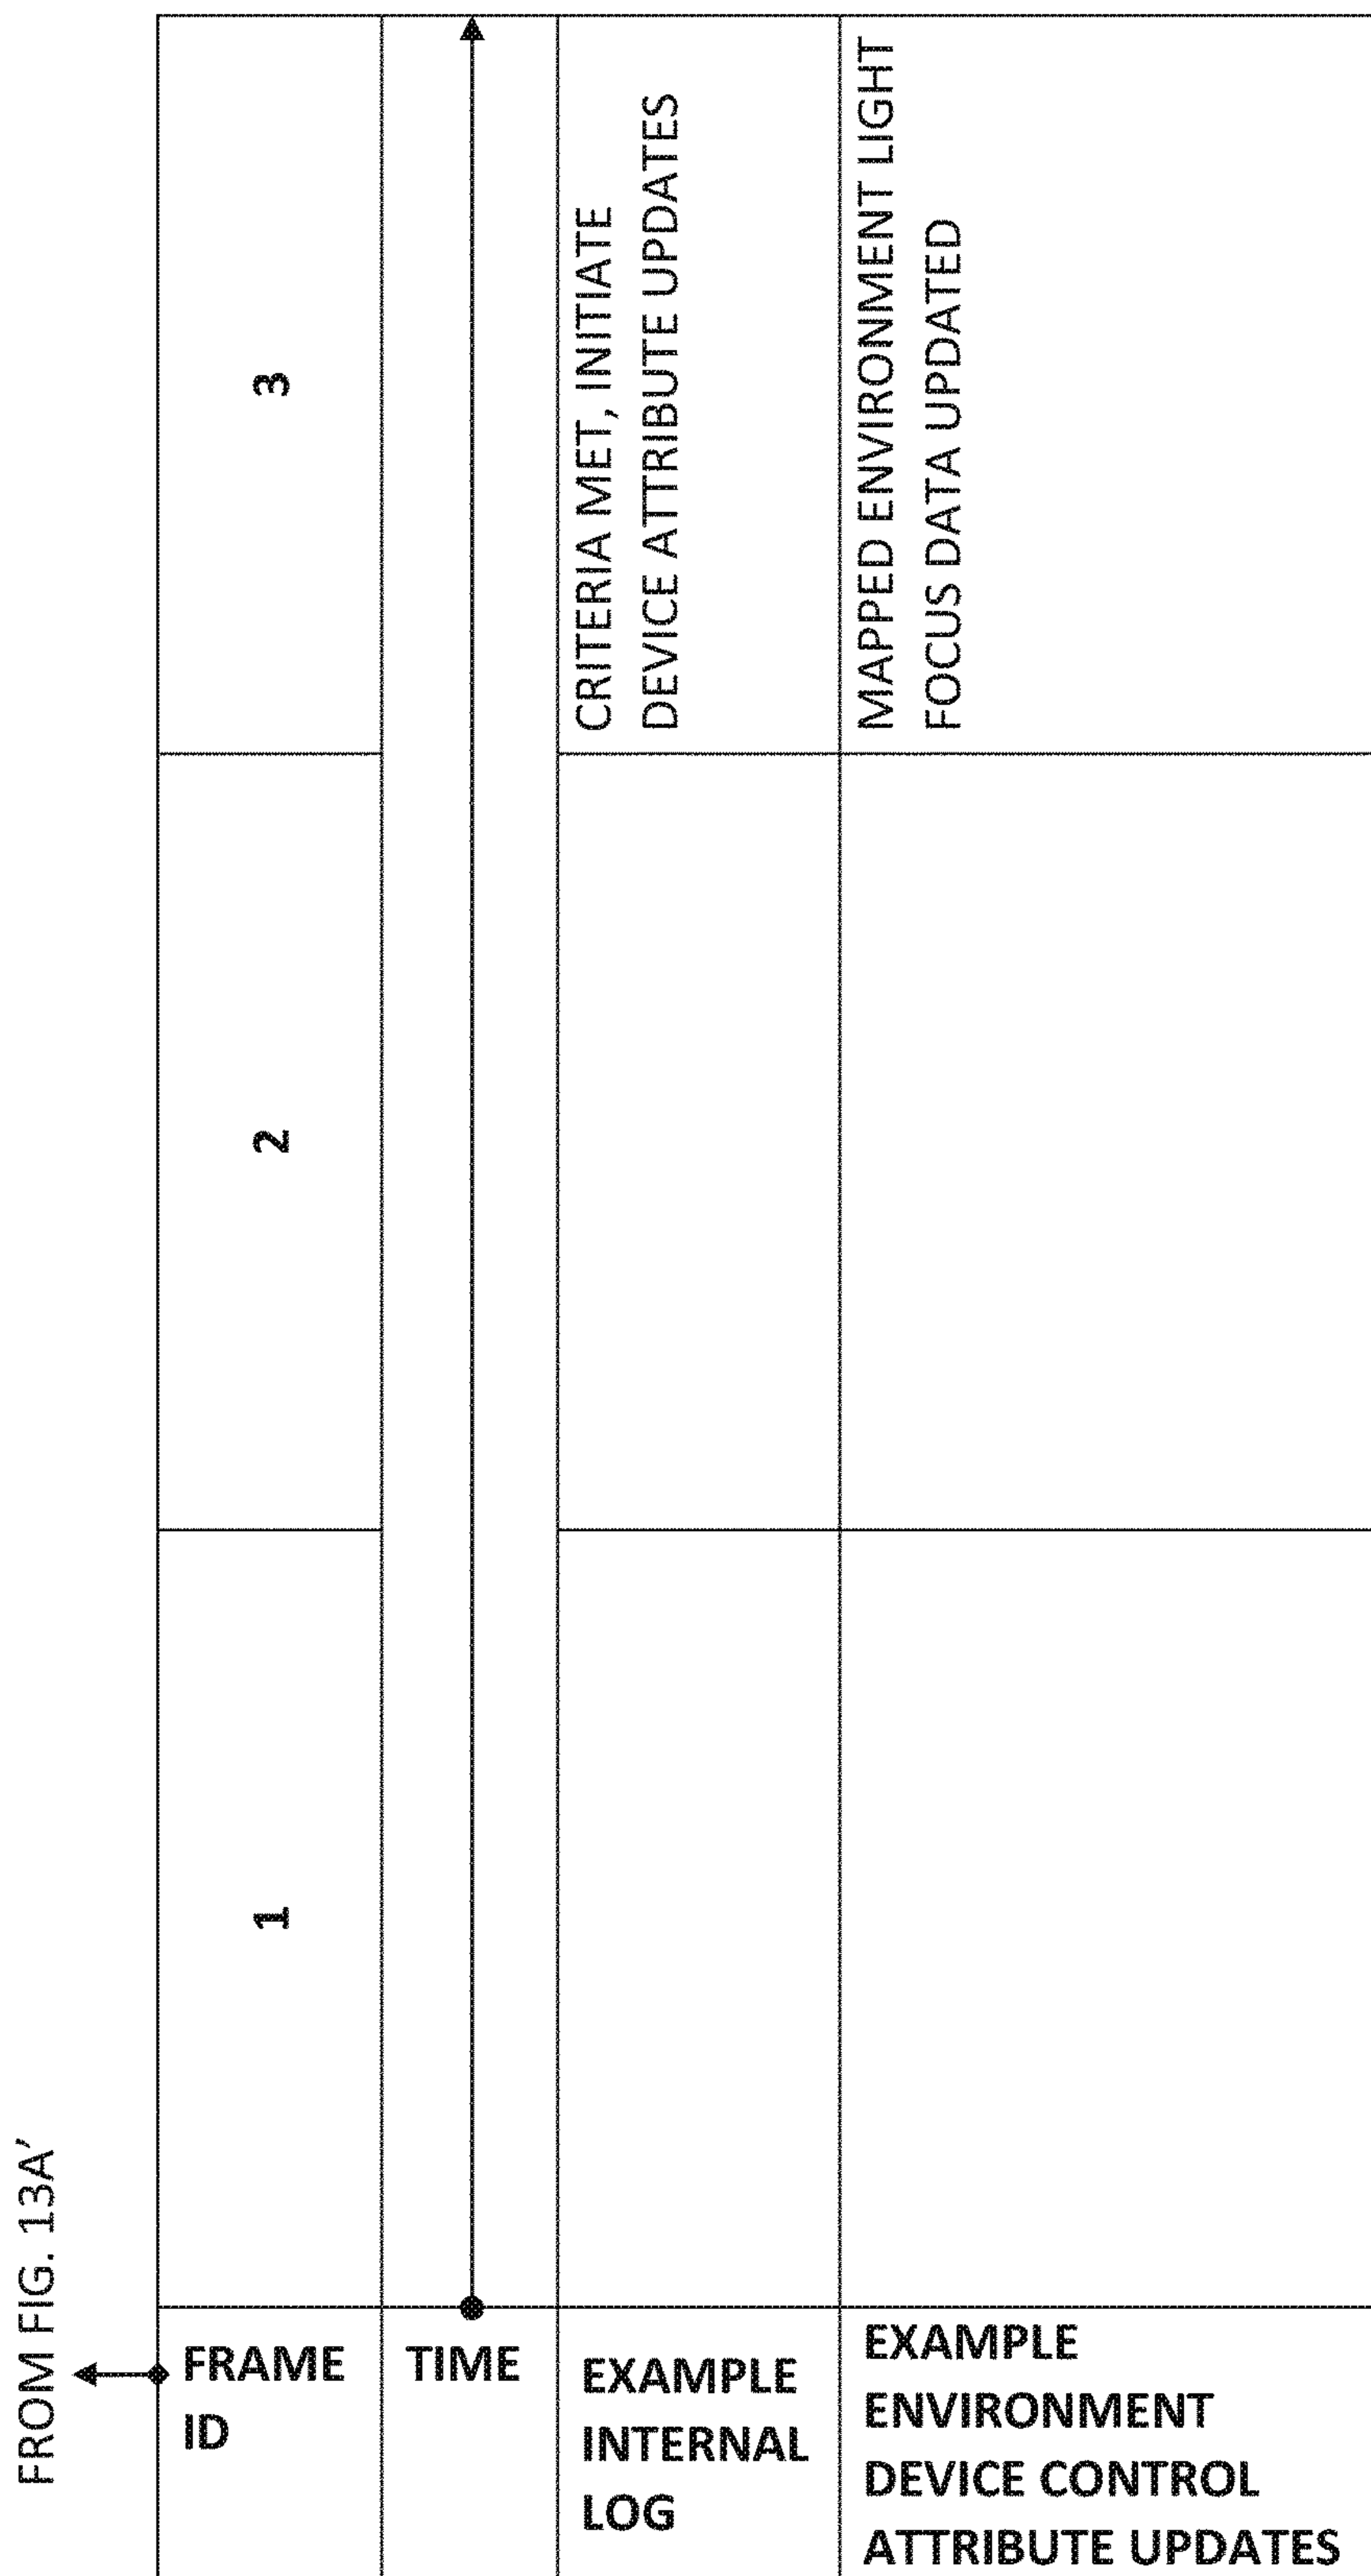 FROM FIG. 13A'
FRAME
ID
1
2
3
TIME
EXAMPLE
INTERNAL
LOG
CRITERIA MET, INITIATE
DEVICE ATTRIBUTE UPDATES
EXAMPLE
ENVIRONMENT
DEVICE CONTROL
ATTRIBUTE UPDATES
MAPPED ENVIRONMENT LIGHT
FOCUS DATA UPDATED